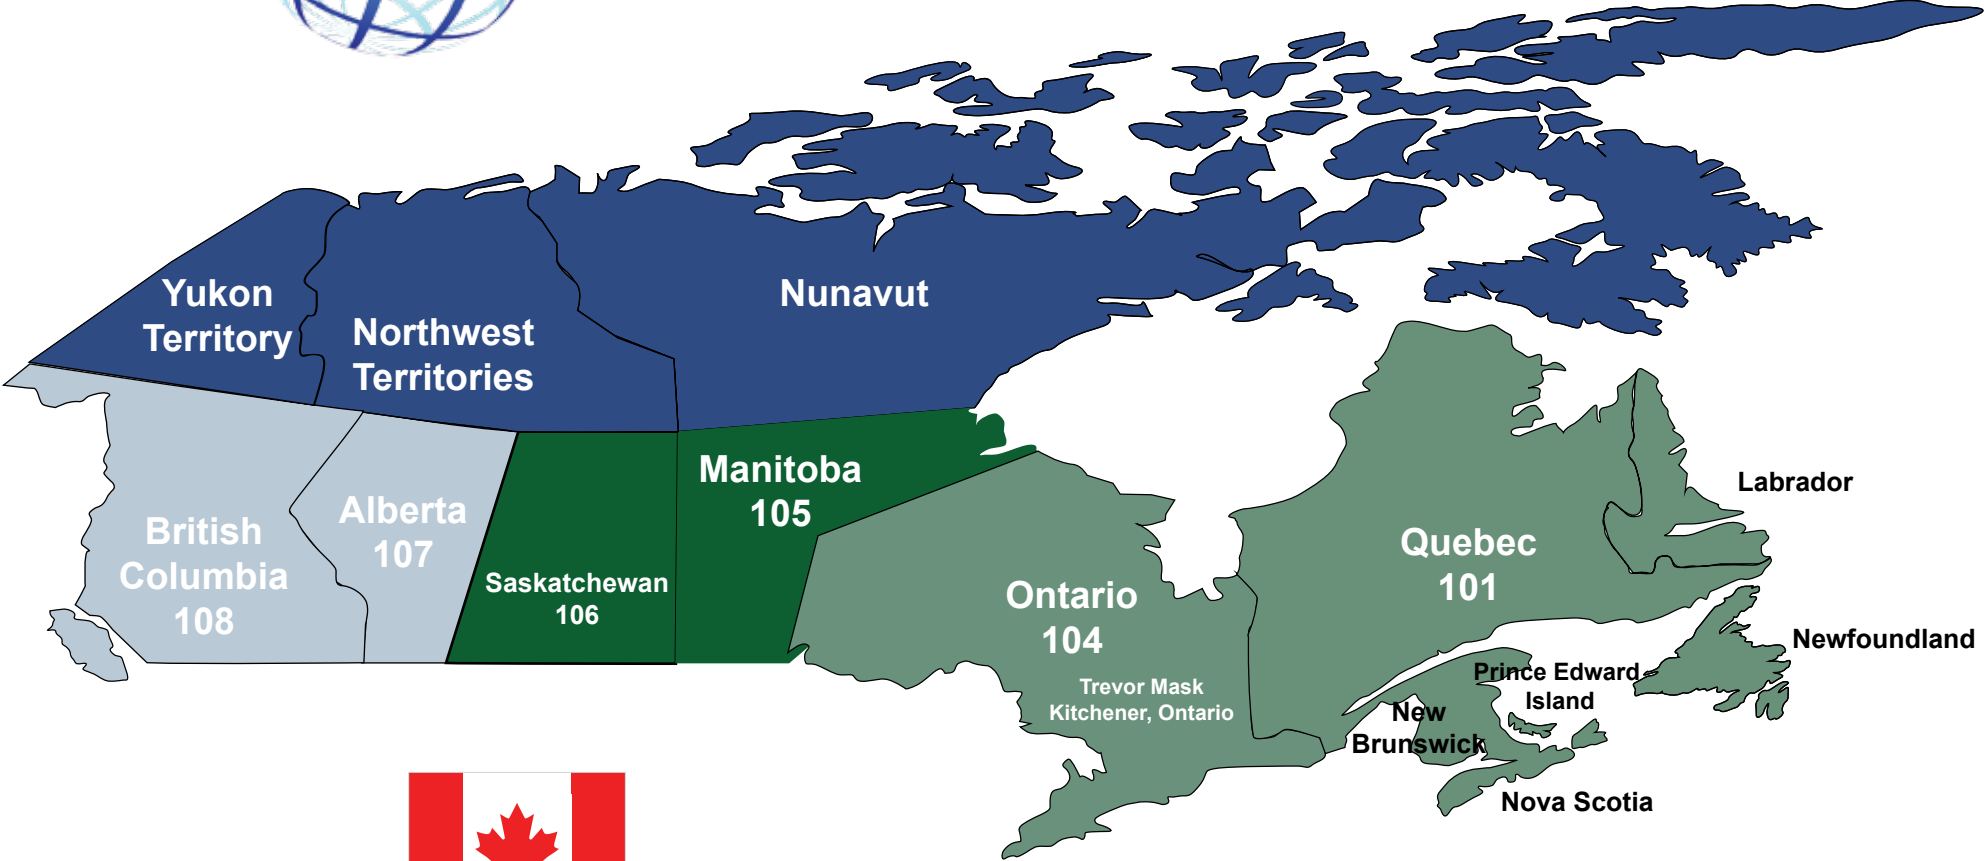 Yukon
Territory
Northwest
Territories
Nunavut
British
Columbia
108
Alberta
107
Saskatchewan
106
Manitoba
105
Ontario
104
Trevor Mask
Kitchener, Ontario
Quebec
101
Labrador
Newfoundland
Prince Edward
Island
New
Brunswick
Nova Scotia